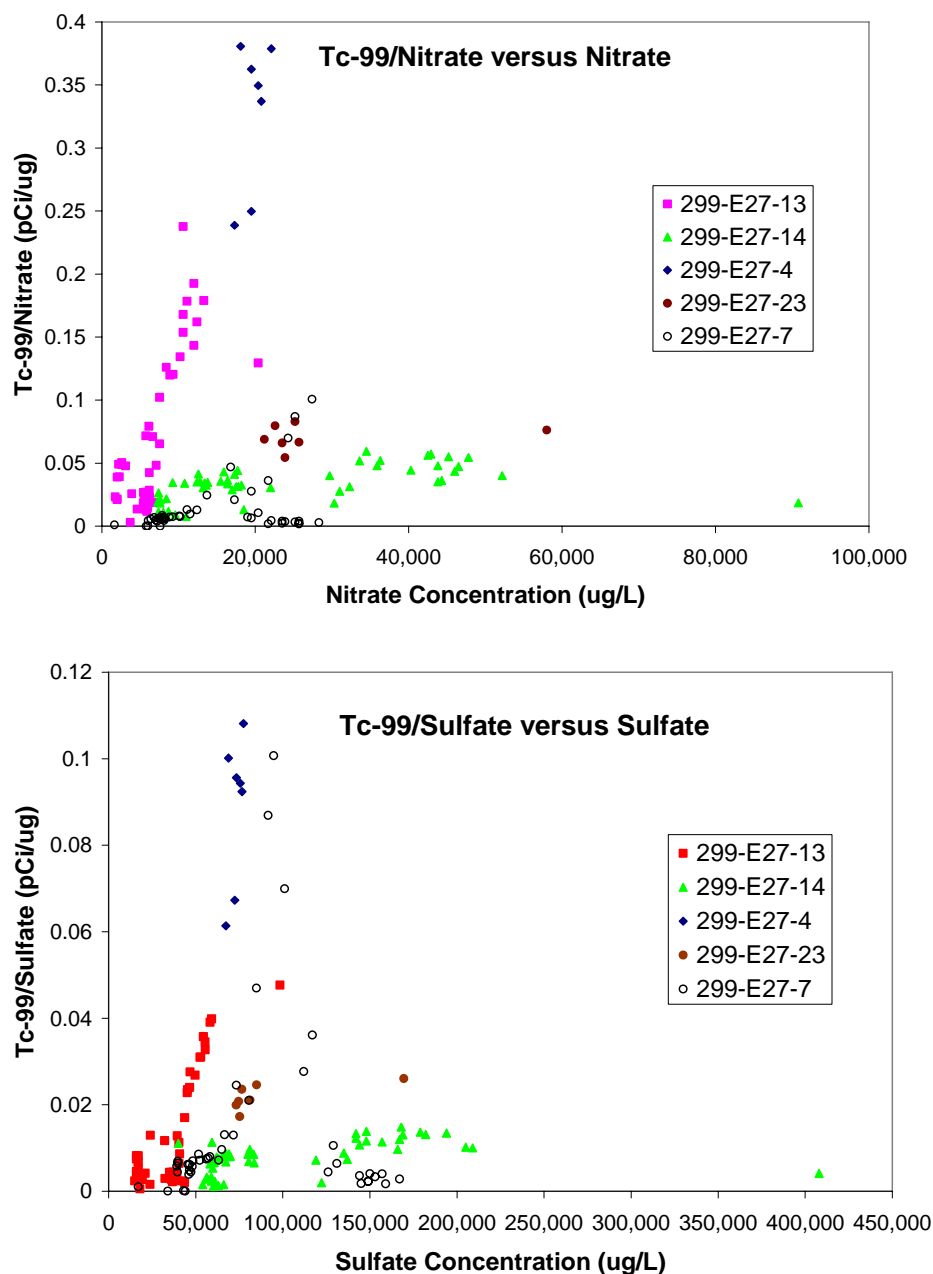 Tc-99/Nitrate versus Nitrate
0.4
0.35
0.3
0.25
0.2
0.15
0.1
0.05
0
Tc-99/Nitrate (pCi/ug)
299-E27-13
299-E27-14
299-E27-4
299-E27-23
299-E27-7
0 20,000 40,000 60,000 80,000 100,000
Nitrate Concentration (ug/L)
Tc-99/Sulfate versus Sulfate
0.12
0.1
0.08
0.06
0.04
0.02
0
Tc-99/Sulfate (pCi/ug)
299-E27-13
299-E27-14
299-E27-4
299-E27-23
299-E27-7
0 50,000 100,000 150,000 200,000 250,000 300,000 350,000 400,000 450,000
Sulfate Concentration (ug/L)